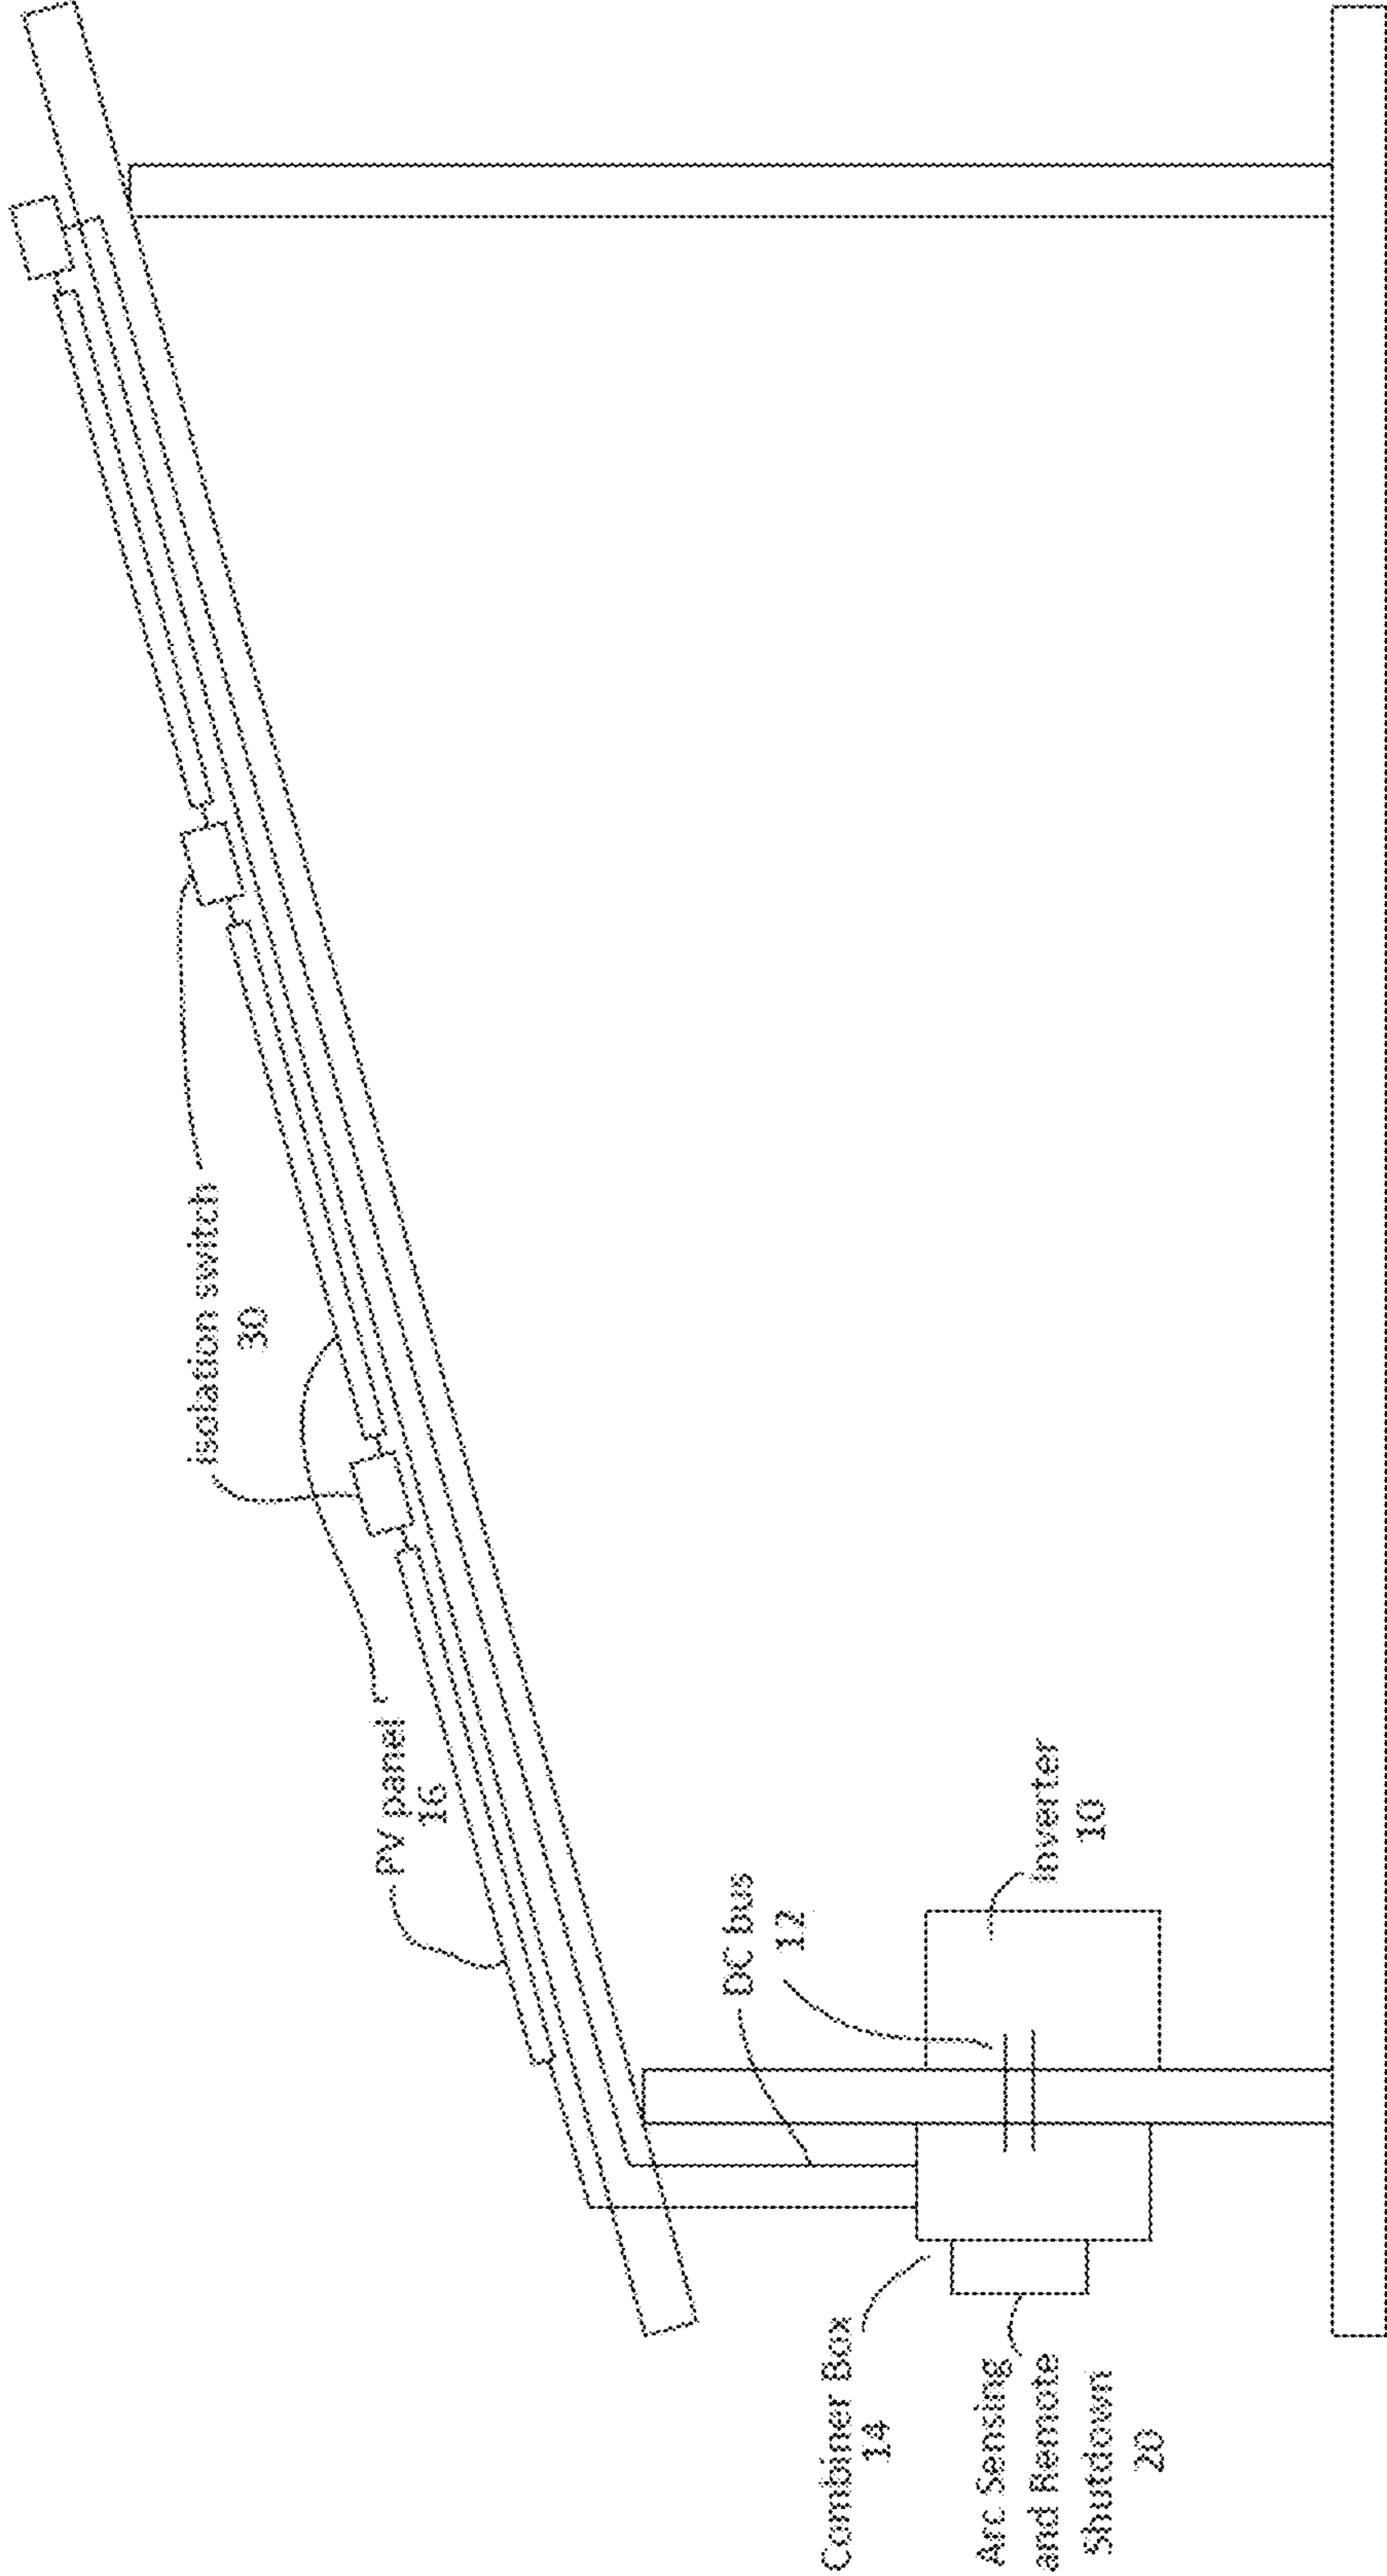 isolation switch
30
PV panel
16
DC bus
12
Inverter
10
Combiner Box
14
Arc Sensing
and Remote
Shutdown
20